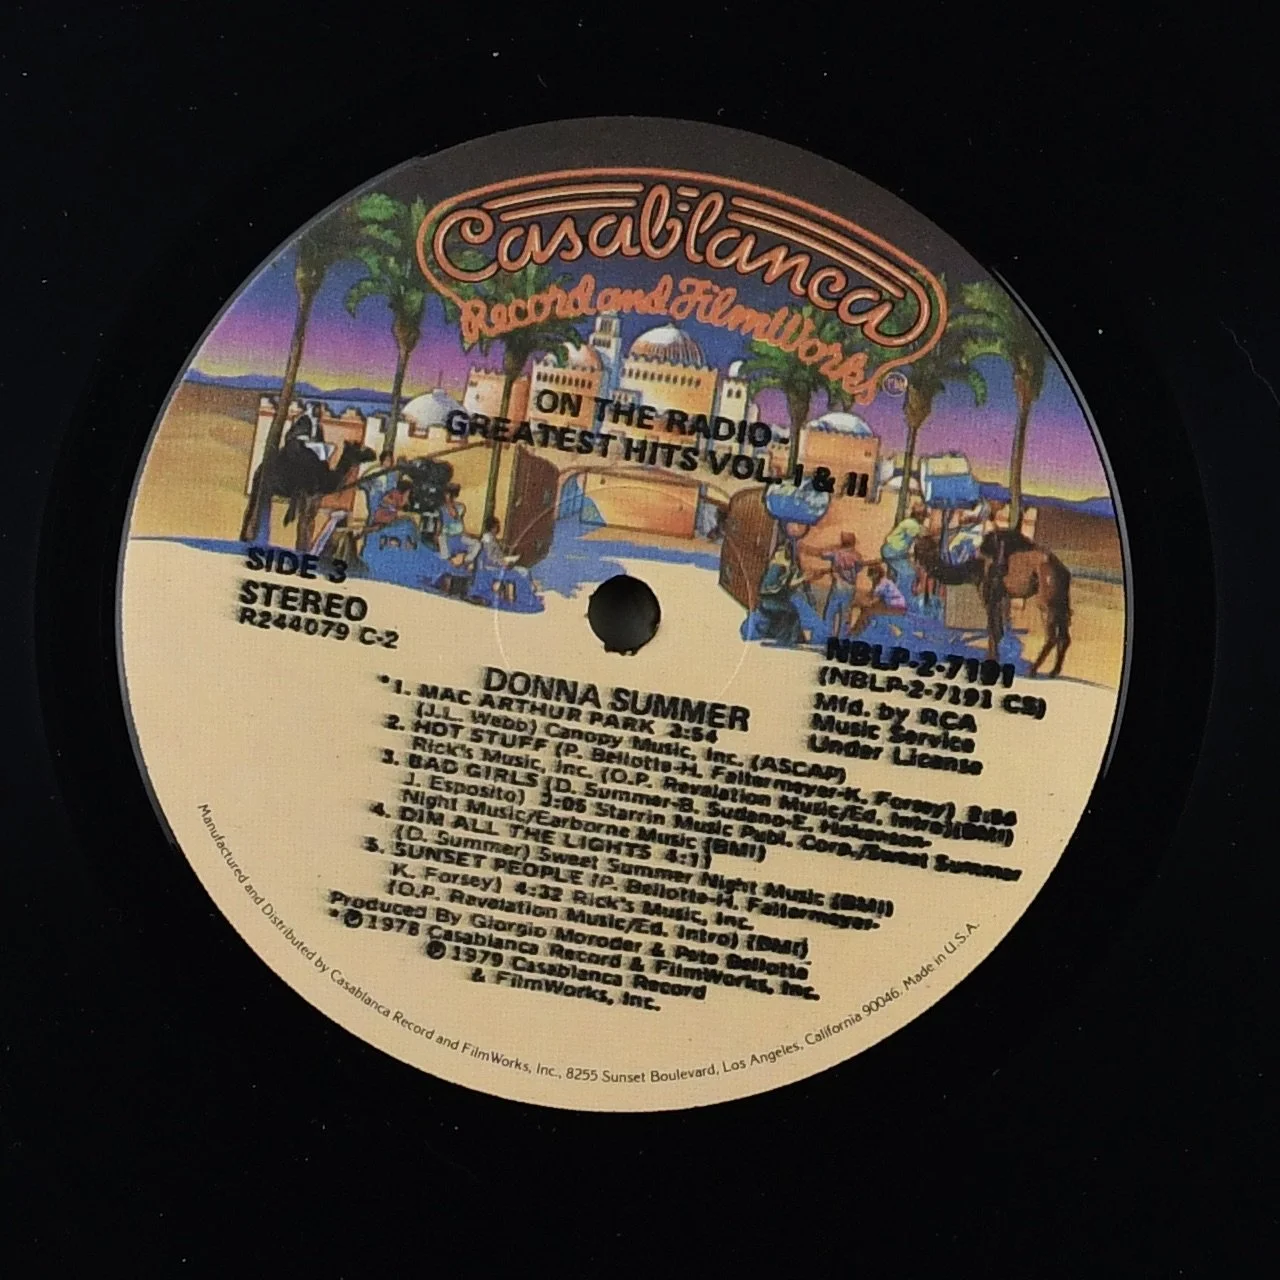 Casablanca
Record and FilmWorks TM
ON THE RADIO-
GREATEST HITS VOL. I & II
SIDE 3
STEREO
R244079 C-2
NBLP-2-7191
(NBLP-2-7191 CS)
Mfd. by RCA
Music Service
Under License
DONNA SUMMER
*1. MAC ARTHUR PARK 3:54
(J.L. Webb) Canopy Music, Inc. (ASCAP)
2. HOT STUFF (P. Bellotte-H. Faltermeyer-K. Forsey)
Rick's Music, Inc. (O.P. Revelation Music/Ed. Intro)(BMI)
3. BAD GIRLS (D. Summer-B. Sudano-E. Hokenson-
J. Esposito) 3:05 Starrin Music Publ. Corp./Sweet Summer
Night Music/Earborne Music (BMI)
4. DIM ALL THE LIGHTS 4:11
(D. Summer) Sweet Summer Night Music (BMI)
5. SUNSET PEOPLE (P. Bellotte-H. Faltermeyer-
K. Forsey) 4:32 Rick's Music, Inc.
(O.P. Revelation Music/Ed. Intro) (BMI)
Produced By Giorgio Moroder & Pete Bellotte
*℗ 1978 Casablanca Record & FilmWorks, Inc.
℗ 1979 Casablanca Record
& FilmWorks, Inc.
Manufactured and Distributed by Casablanca Record and FilmWorks, Inc., 8255 Sunset Boulevard, Los Angeles, California 90046. Made in U.S.A.